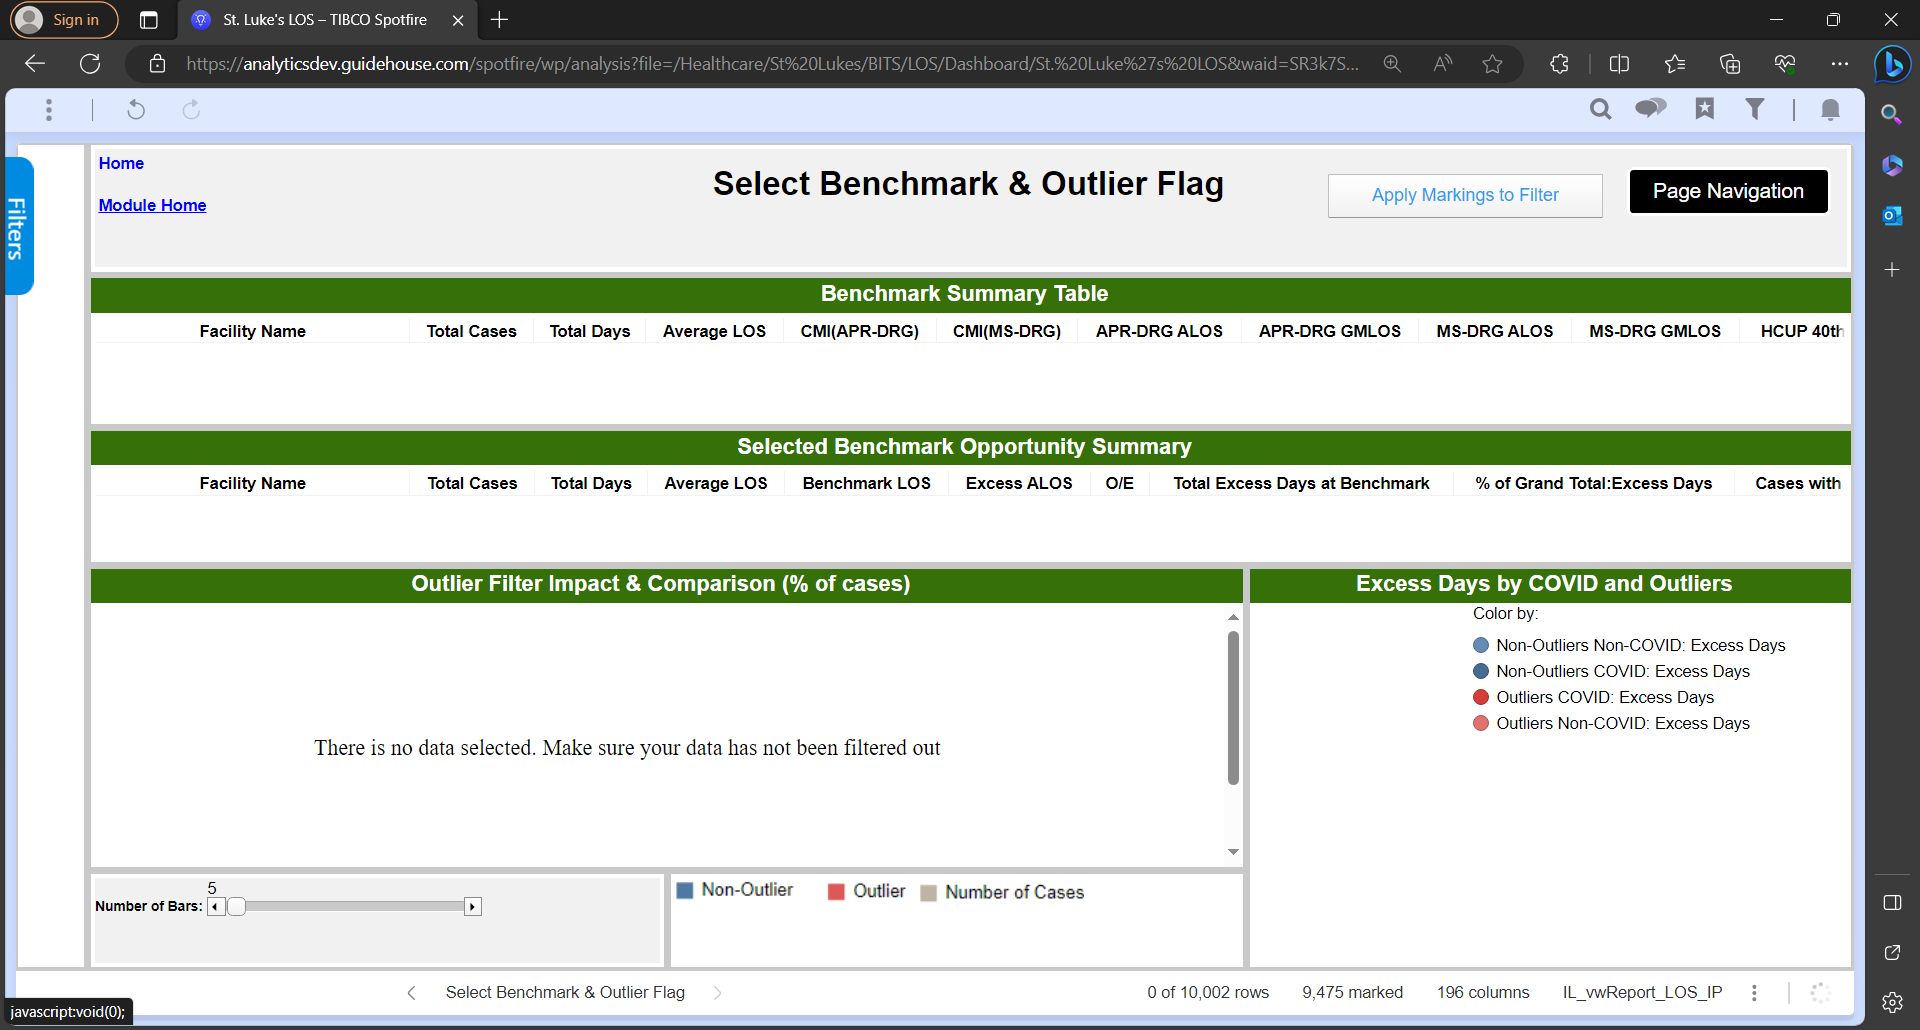 Sign in
St. Luke's LOS – TIBCO Spotfire
https://analyticsdev.guidehouse.com/spotfire/wp/analysis?file=/Healthcare/St%20Lukes/BITS/LOS/Dashboard/St.%20Luke%27s%20LOS&waid=SR3k7S...
Home
Module Home
Select Benchmark & Outlier Flag
Apply Markings to Filter
Page Navigation
Filters
Benchmark Summary Table
Facility Name Total Cases Total Days Average LOS CMI(APR-DRG) CMI(MS-DRG) APR-DRG ALOS APR-DRG GMLOS MS-DRG ALOS MS-DRG GMLOS HCUP 40th
Selected Benchmark Opportunity Summary
Facility Name Total Cases Total Days Average LOS Benchmark LOS Excess ALOS O/E Total Excess Days at Benchmark % of Grand Total:Excess Days Cases with
Outlier Filter Impact & Comparison (% of cases)
There is no data selected. Make sure your data has not been filtered out
Excess Days by COVID and Outliers
Color by:
Non-Outliers Non-COVID: Excess Days
Non-Outliers COVID: Excess Days
Outliers COVID: Excess Days
Outliers Non-COVID: Excess Days
5
Number of Bars:
Non-Outlier Outlier Number of Cases
Select Benchmark & Outlier Flag
0 of 10,002 rows 9,475 marked 196 columns IL_vwReport_LOS_IP
javascript:void(0);